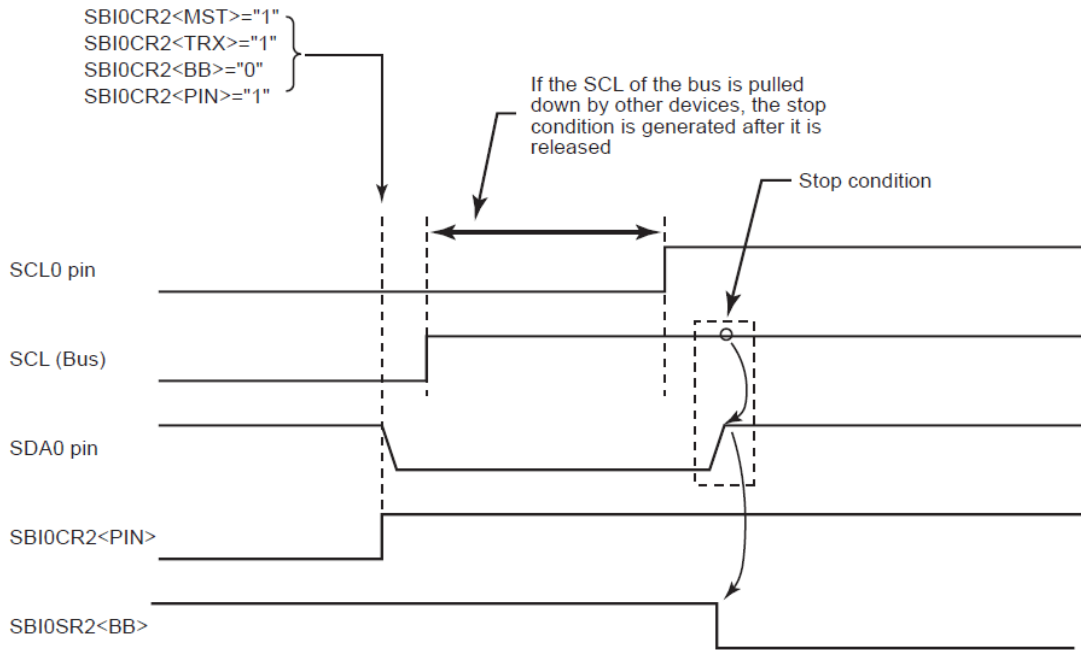 SBI0CR2<MST>="1"
SBI0CR2<TRX>="1"
SBI0CR2<BB>="0"
SBI0CR2<PIN>="1"
If the SCL of the bus is pulled
down by other devices, the stop
condition is generated after it is
released
Stop condition
SCL0 pin
SCL (Bus)
SDA0 pin
SBI0CR2<PIN>
SBI0SR2<BB>